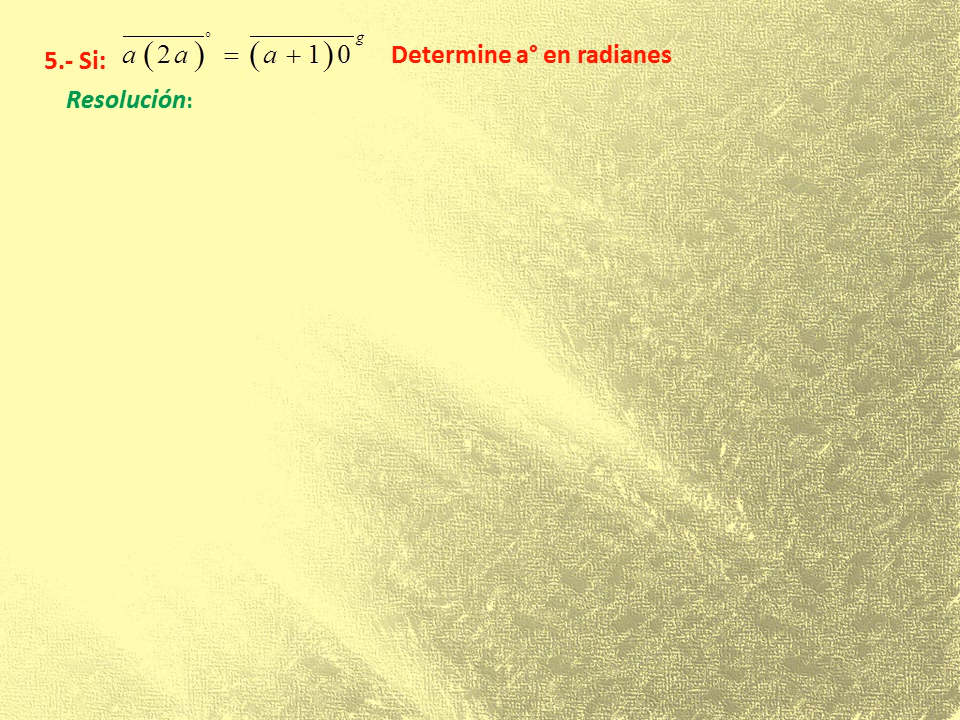 5.- Si: $\overline{a(2a)}^{\circ} = \overline{(a+1)0}^{g}$ Determine a° en radianes
Resolución: